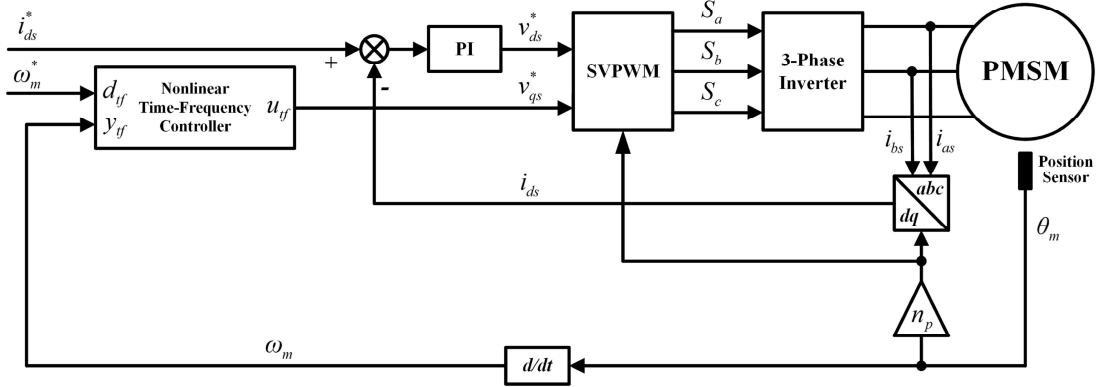 i*ds
+
-
PI
v*ds
SVPWM
Sa
Sb
Sc
3-Phase
Inverter
PMSM
ω*m
dtf
ytf
Nonlinear
Time-Frequency
Controller
utf
v*qs
ibs
ias
Position
Sensor
θm
ids
abc
dq
np
ωm
d/dt